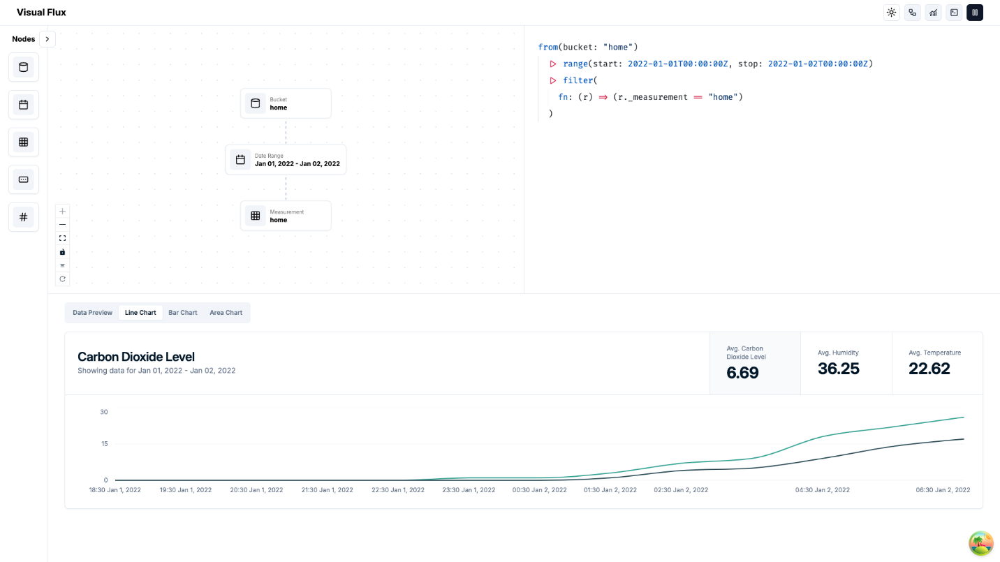 Visual Flux
Nodes
Bucket
home
Date Range
Jan 01, 2022 - Jan 02, 2022
Measurement
home
from(bucket: "home")
▷ range(start: 2022-01-01T00:00:00Z, stop: 2022-01-02T00:00:00Z)
▷ filter(
fn: (r) ⇒ (r._measurement == "home")
)
Data Preview Line Chart Bar Chart Area Chart
Carbon Dioxide Level
Showing data for Jan 01, 2022 - Jan 02, 2022
Avg. Carbon
Dioxide Level
6.69
Avg. Humidity
36.25
Avg. Temperature
22.62
30
15
0
18:30 Jan 1, 2022 19:30 Jan 1, 2022 20:30 Jan 1, 2022 21:30 Jan 1, 2022 22:30 Jan 1, 2022 23:30 Jan 1, 2022 00:30 Jan 2, 2022 01:30 Jan 2, 2022 02:30 Jan 2, 2022 04:30 Jan 2, 2022 06:30 Jan 2, 2022